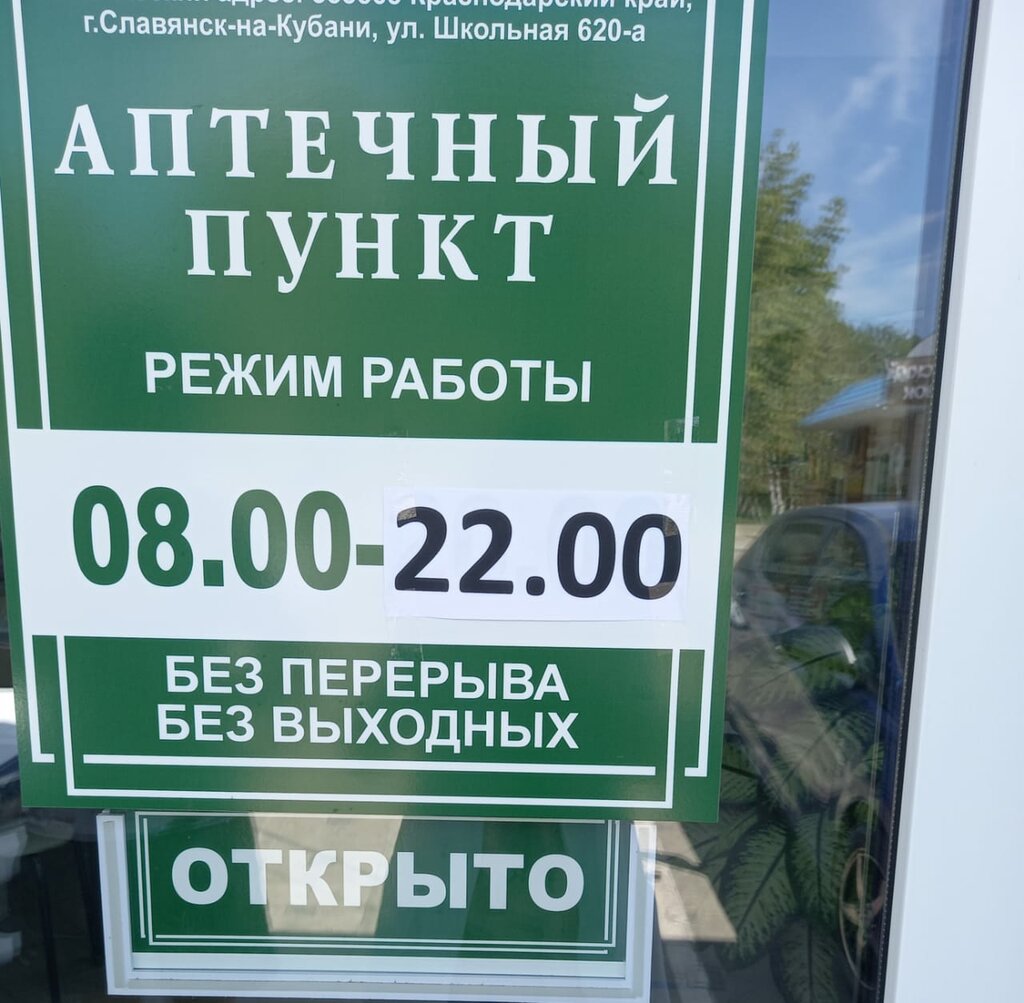 Краснодарский край,
г.Славянск-на-Кубани, ул. Школьная 620-а
АПТЕЧНЫЙ
ПУНКТ
РЕЖИМ РАБОТЫ
08.00-22.00
БЕЗ ПЕРЕРЫВА
БЕЗ ВЫХОДНЫХ
ОТКРЫТО